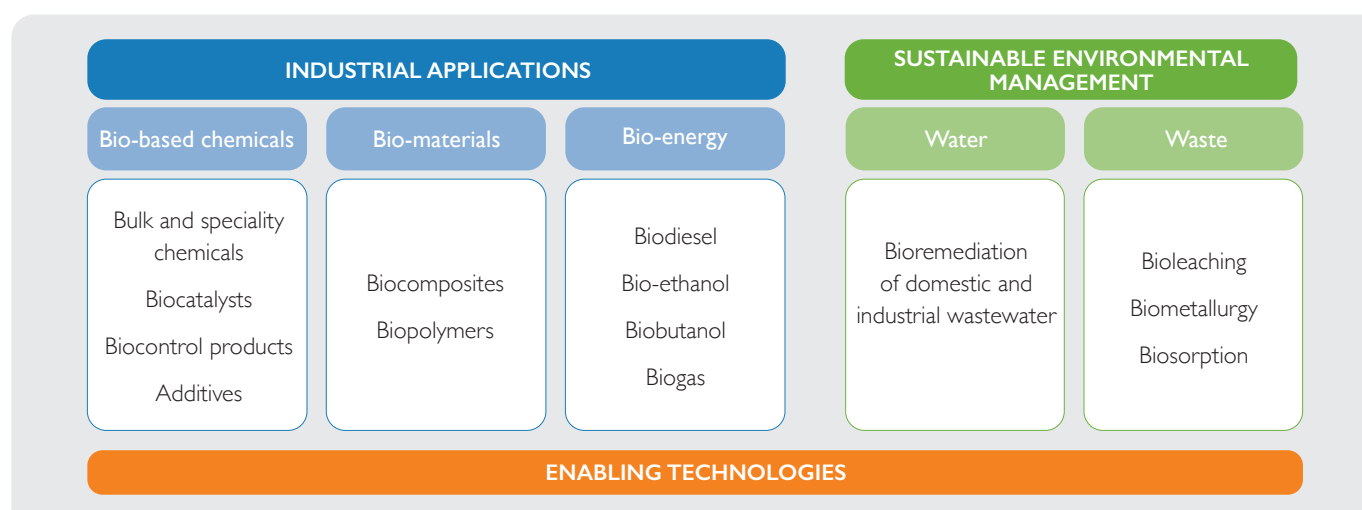 INDUSTRIAL APPLICATIONS
SUSTAINABLE ENVIRONMENTAL
MANAGEMENT
Bio-based chemicals
Bio-materials
Bio-energy
Water
Waste
Bulk and speciality
chemicals
Biocatalysts
Biocontrol products
Additives
Biocomposites
Biopolymers
Biodiesel
Bio-ethanol
Biobutanol
Biogas
Bioremediation
of domestic and
industrial wastewater
Bioleaching
Biometallurgy
Biosorption
ENABLING TECHNOLOGIES